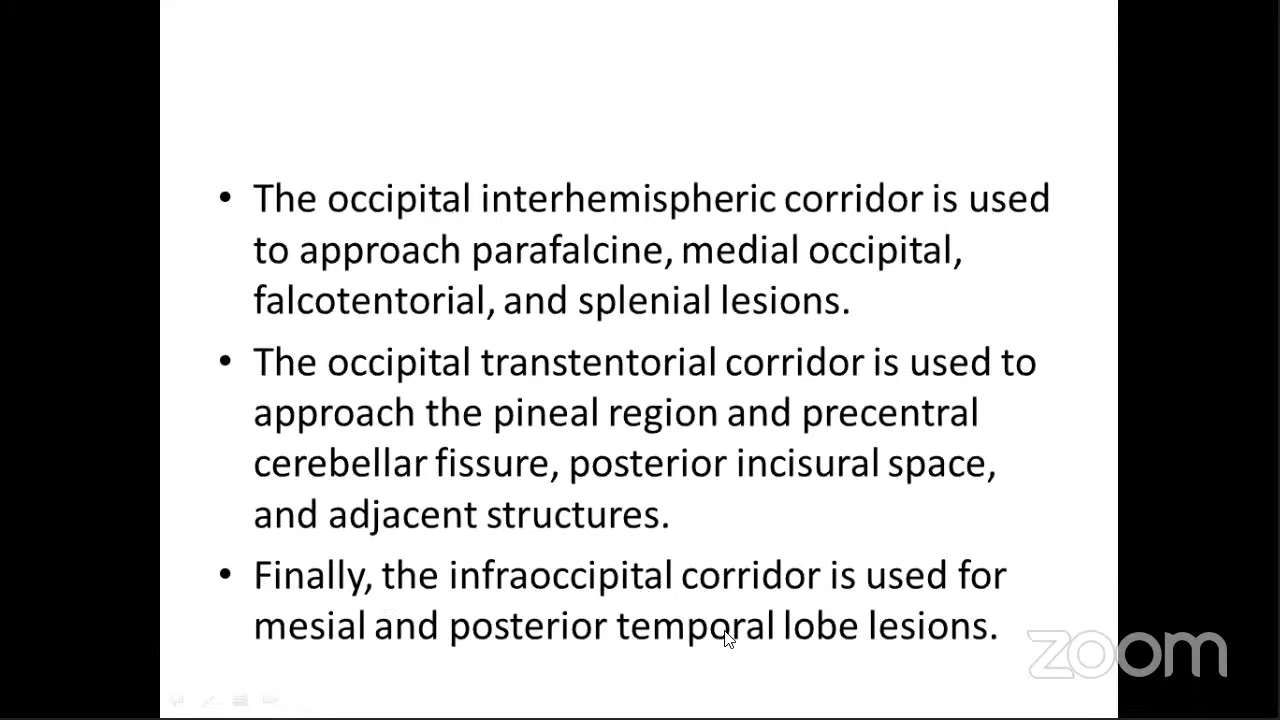 • The occipital interhemispheric corridor is used
to approach parafalcine, medial occipital,
falcotentorial, and splenial lesions.
• The occipital transtentorial corridor is used to
approach the pineal region and precentral
cerebellar fissure, posterior incisural space,
and adjacent structures.
• Finally, the infraoccipital corridor is used for
mesial and posterior temporal lobe lesions.
zoom